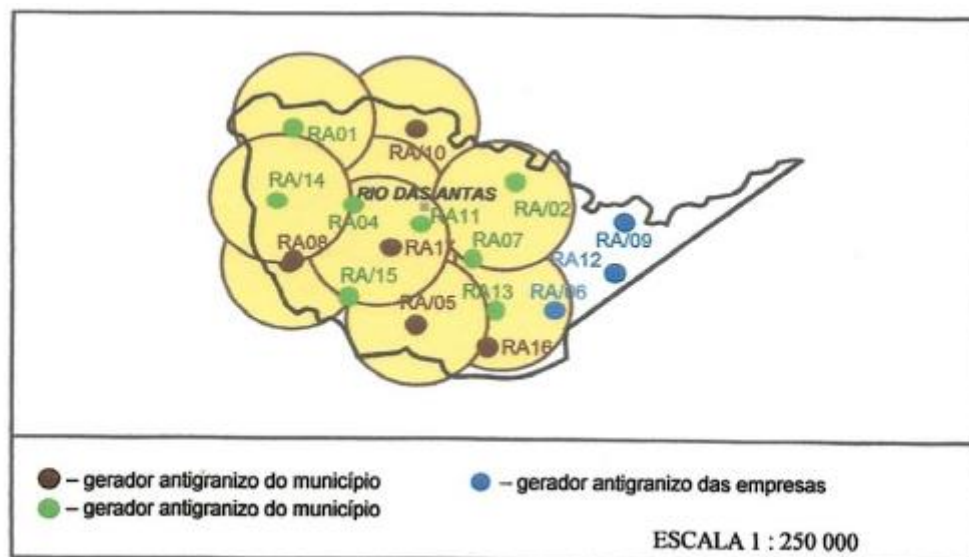 RA01
RA/10
RA/14
RIO DAS ANTAS
RA04
RA11
RA/02
RA08
RA1
RA07
RA/09
RA12
RA/15
RA/05
RA13
RA/06
RA16
– gerador antigranizo do município
– gerador antigranizo das empresas
– gerador antigranizo do município
ESCALA 1 : 250 000